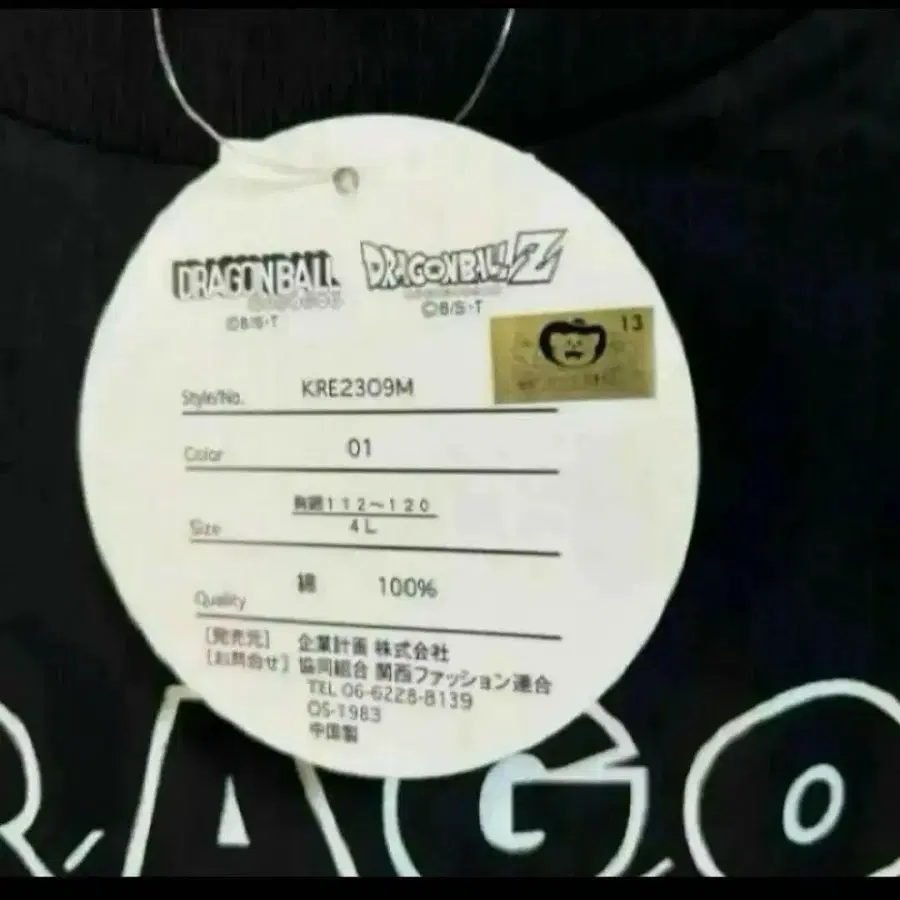 DRAGONBALL
©B/S・T
DRAGONBALL Z
©B/S・T
13
Style/No. KRE2309M
Color 01
胸囲112～120
Size 4L
Quality 綿 100%
[発売元] 企業計画 株式会社
[お問合せ] 協同組合 関西ファッション連合
TEL 06-6228-8139
OS-1983
中国製
RAGO